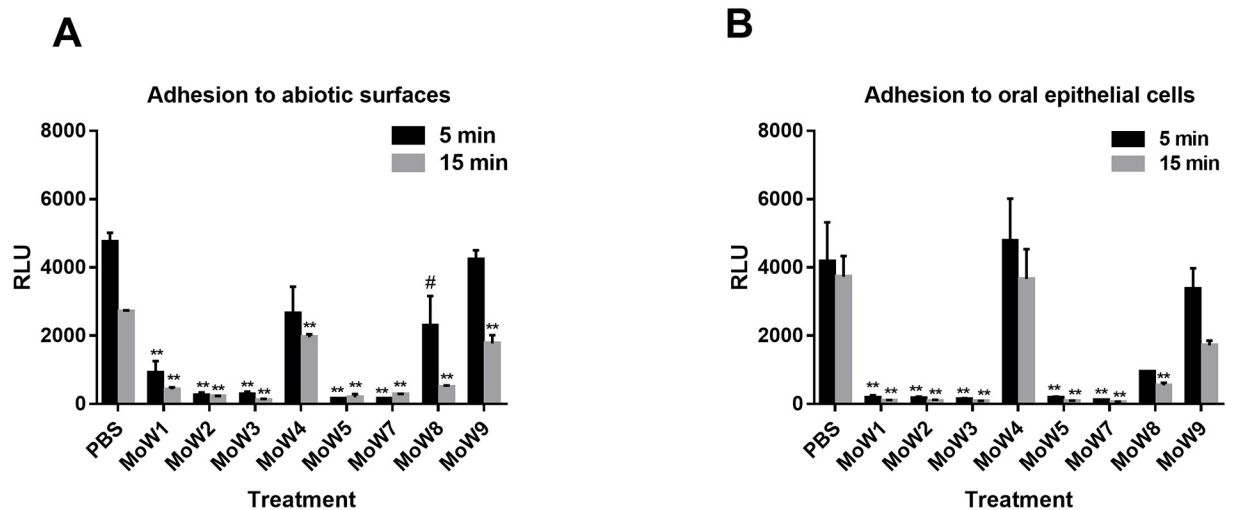 A
Adhesion to abiotic surfaces
8000
6000
4000
2000
0
RLU
5 min
15 min
** ** ** ** ** ** ** ** ** ** ** # ** **
PBS
MoW1
MoW2
MoW3
MoW4
MoW5
MoW7
MoW8
MoW9
Treatment
B
Adhesion to oral epithelial cells
8000
6000
4000
2000
0
RLU
5 min
15 min
** ** ** ** ** ** ** ** ** ** **
PBS
MoW1
MoW2
MoW3
MoW4
MoW5
MoW7
MoW8
MoW9
Treatment